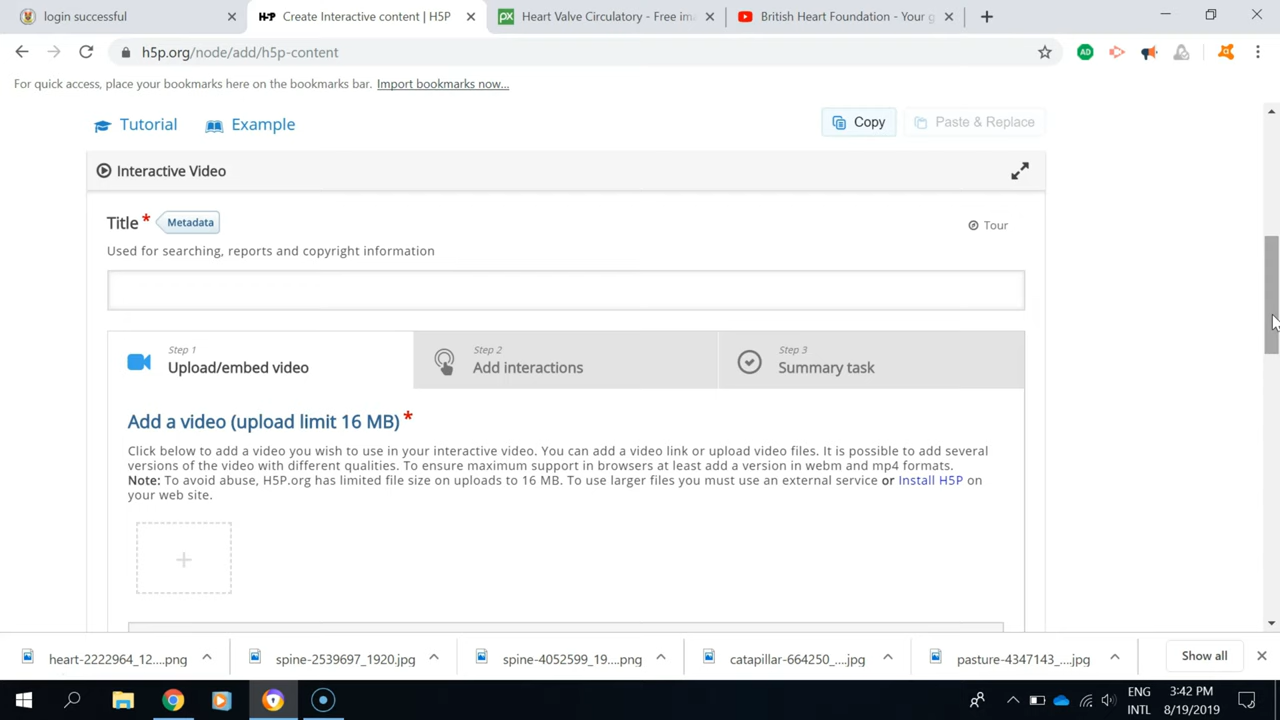 login successful
H-P Create Interactive content | H5P
px Heart Valve Circulatory - Free im
British Heart Foundation - Your g
h5p.org/node/add/h5p-content
AD
For quick access, place your bookmarks here on the bookmarks bar. Import bookmarks now...
Tutorial
Example
Copy
Paste & Replace
Interactive Video
Title* Metadata
Tour
Used for searching, reports and copyright information
Step 1
Upload/embed video
Step 2
Add interactions
Step 3
Summary task
Add a video (upload limit 16 MB)*
Click below to add a video you wish to use in your interactive video. You can add a video link or upload video files. It is possible to add several
versions of the video with different qualities. To ensure maximum support in browsers at least add a version in webm and mp4 formats.
Note: To avoid abuse, H5P.org has limited file size on uploads to 16 MB. To use larger files you must use an external service or Install H5P on
your web site.
+
heart-2222964_12....png
spine-2539697_1920.jpg
spine-4052599_19....png
catapillar-664250_....jpg
pasture-4347143_....jpg
Show all
ENG
INTL
3:42 PM
8/19/2019